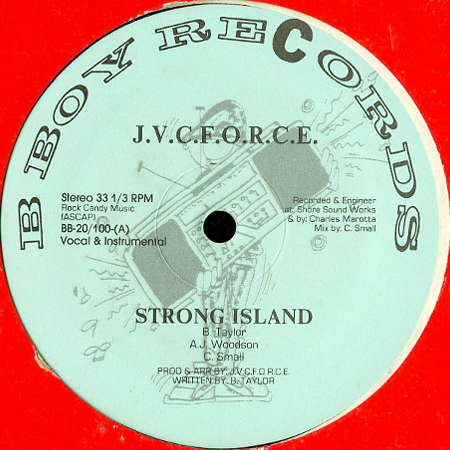 B BOY RECORDS
J.V.C.F.O.R.C.E.
Stereo 33 1/3 RPM
Rock Candy Music
(ASCAP)
BB-20/100-(A)
Vocal & Instrumental
Recorded & Engineer
at: Shore Sound Works
& by: Charles Marotta
Mix by: C. Small
STRONG ISLAND
B. Taylor
A.J. Woodson
C. Small
PROD & ARR BY: J.V.C.F.O.R.C.E.
WRITTEN BY: B. TAYLOR